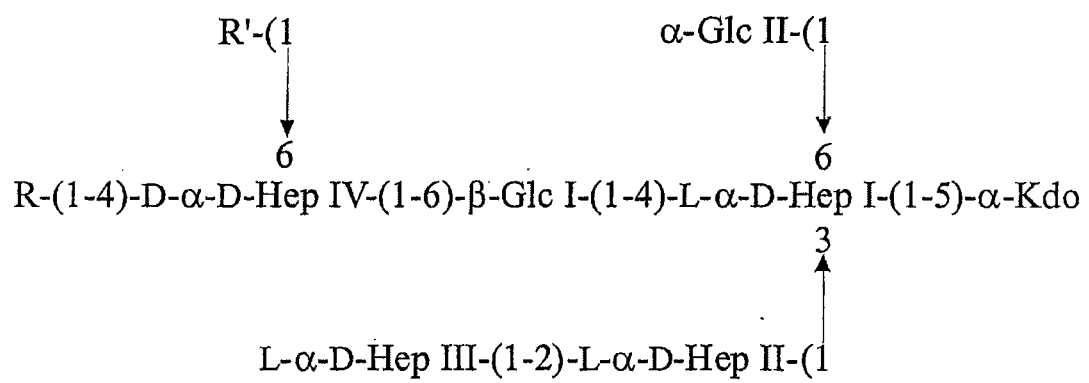 R'-(1 α-Glc II-(1
6 6
R-(1-4)-D-α-D-Hep IV-(1-6)-β-Glc I-(1-4)-L-α-D-Hep I-(1-5)-α-Kdo
3
L-α-D-Hep III-(1-2)-L-α-D-Hep II-(1